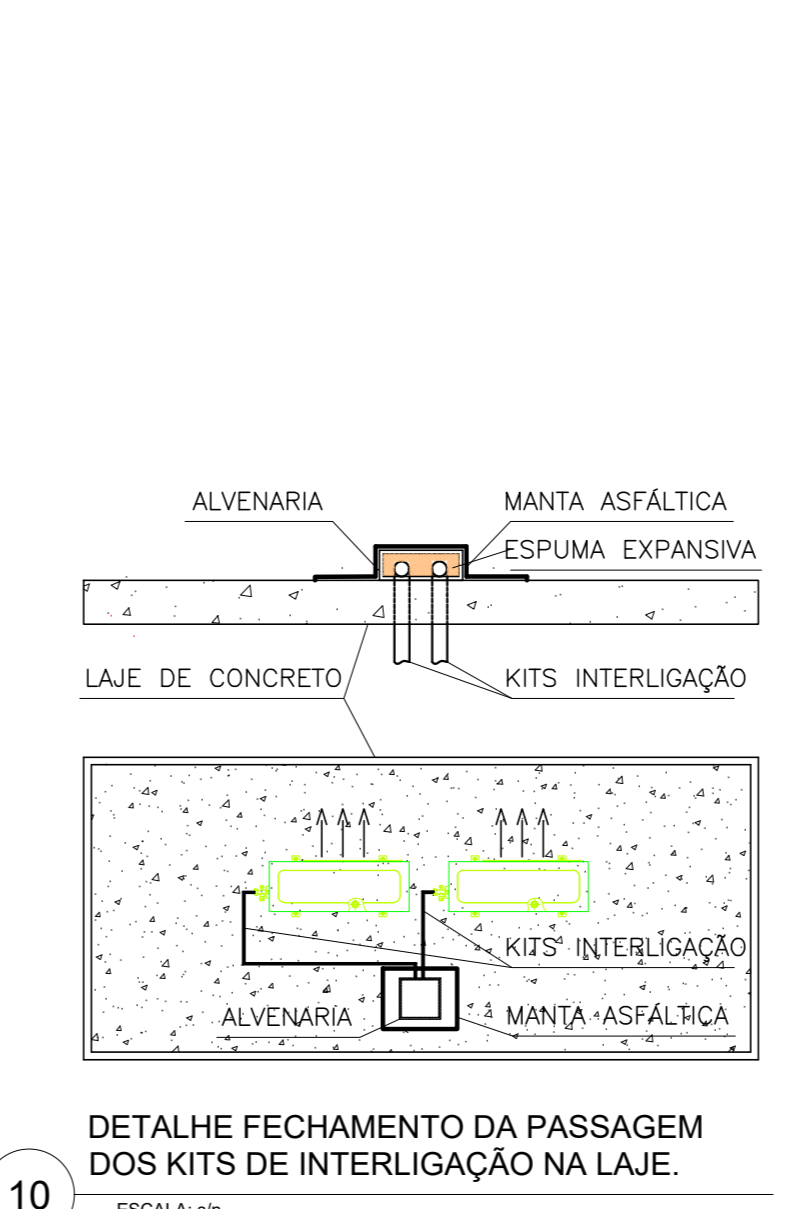 ALVENARIA
MANTA ASFÁLTICA
ESPUMA EXPANSIVA
LAJE DE CONCRETO
KITS INTERLIGAÇÃO
KITS INTERLIGAÇÃO
ALVENARIA
MANTA ASFÁLTICA
DETALHE FECHAMENTO DA PASSAGEM
DOS KITS DE INTERLIGAÇÃO NA LAJE.
10
ESCALA: